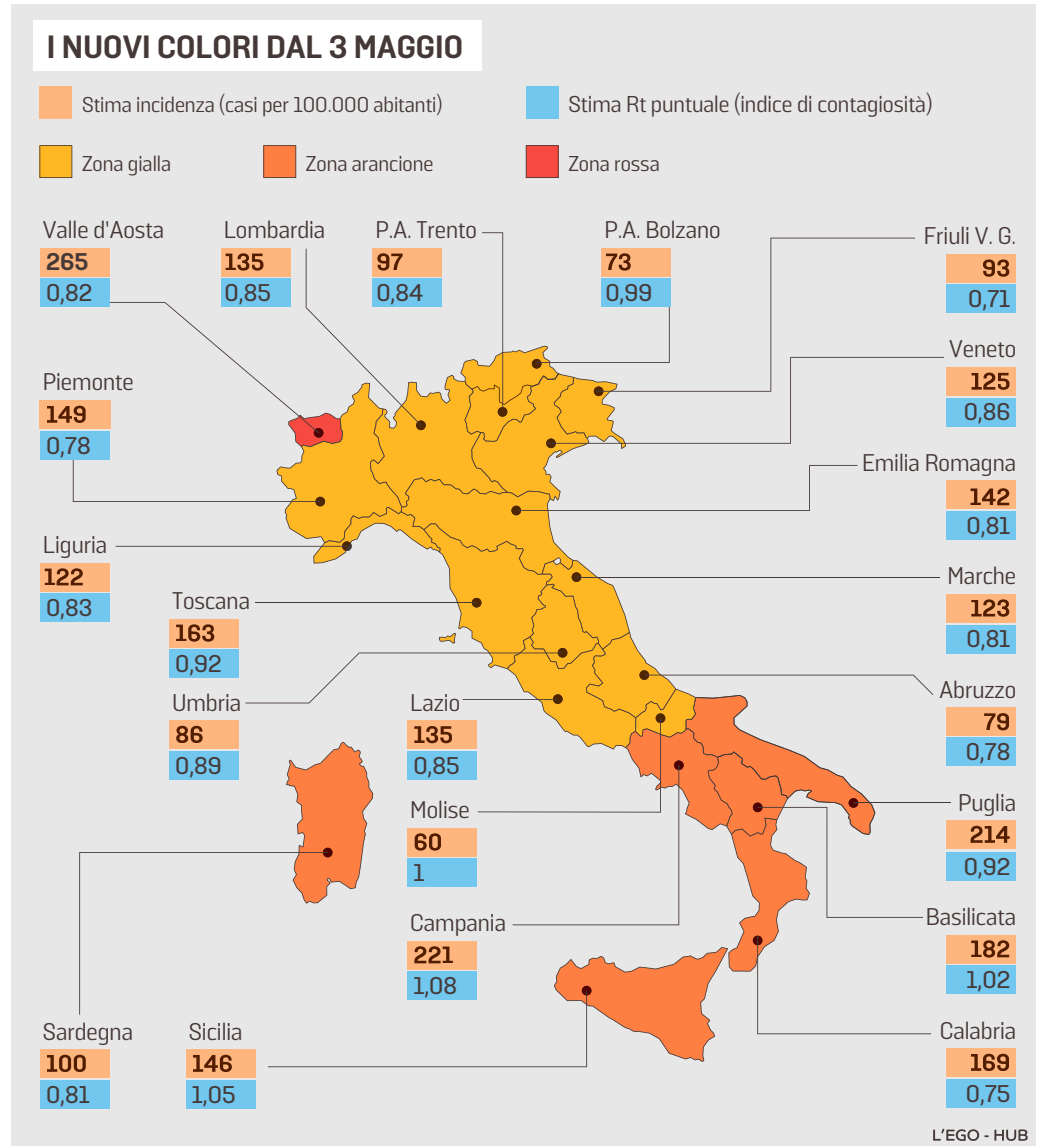 I NUOVI COLORI DAL 3 MAGGIO
Stima incidenza (casi per 100.000 abitanti)
Stima Rt puntuale (indice di contagiosità)
Zona gialla
Zona arancione
Zona rossa
Valle d'Aosta
265
0,82
Lombardia
135
0,85
P.A. Trento
97
0,84
P.A. Bolzano
73
0,99
Friuli V. G.
93
0,71
Piemonte
149
0,78
Veneto
125
0,86
Emilia Romagna
142
0,81
Liguria
122
0,83
Marche
123
0,81
Toscana
163
0,92
Umbria
86
0,89
Lazio
135
0,85
Abruzzo
79
0,78
Molise
60
1
Puglia
214
0,92
Campania
221
1,08
Basilicata
182
1,02
Sardegna
100
0,81
Sicilia
146
1,05
Calabria
169
0,75
L'EGO - HUB